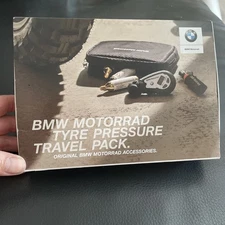 BMW MOTORRAD
TYRE PRESSURE
TRAVEL PACK.
ORIGINAL BMW MOTORRAD ACCESSORIES.